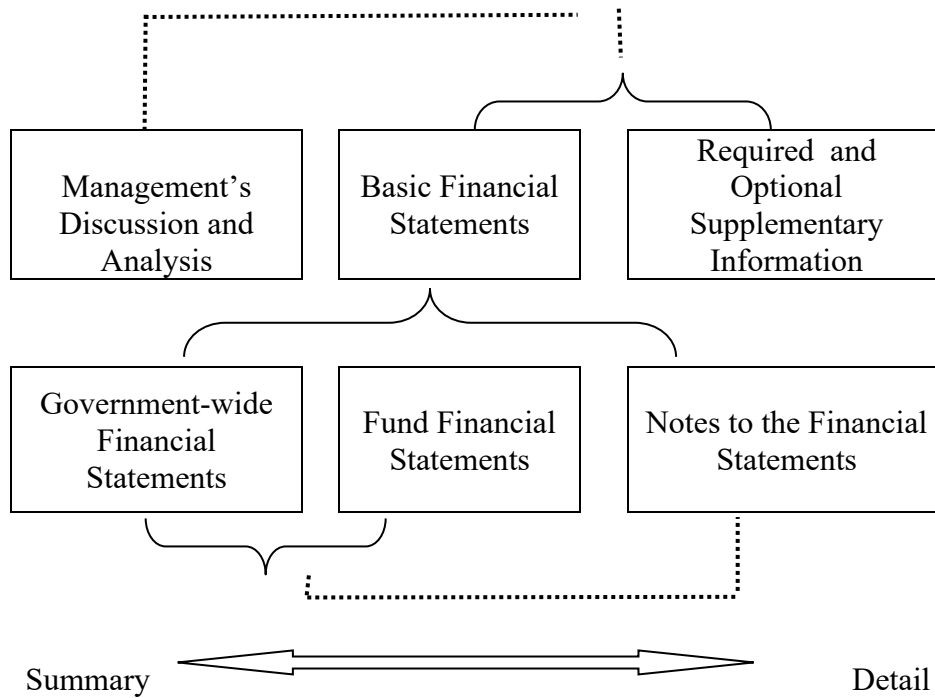 Management’s
Discussion and
Analysis
Basic Financial
Statements
Required and
Optional
Supplementary
Information
Government-wide
Financial
Statements
Fund Financial
Statements
Notes to the Financial
Statements
Summary
Detail